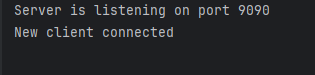 Server is listening on port 9090
New client connected